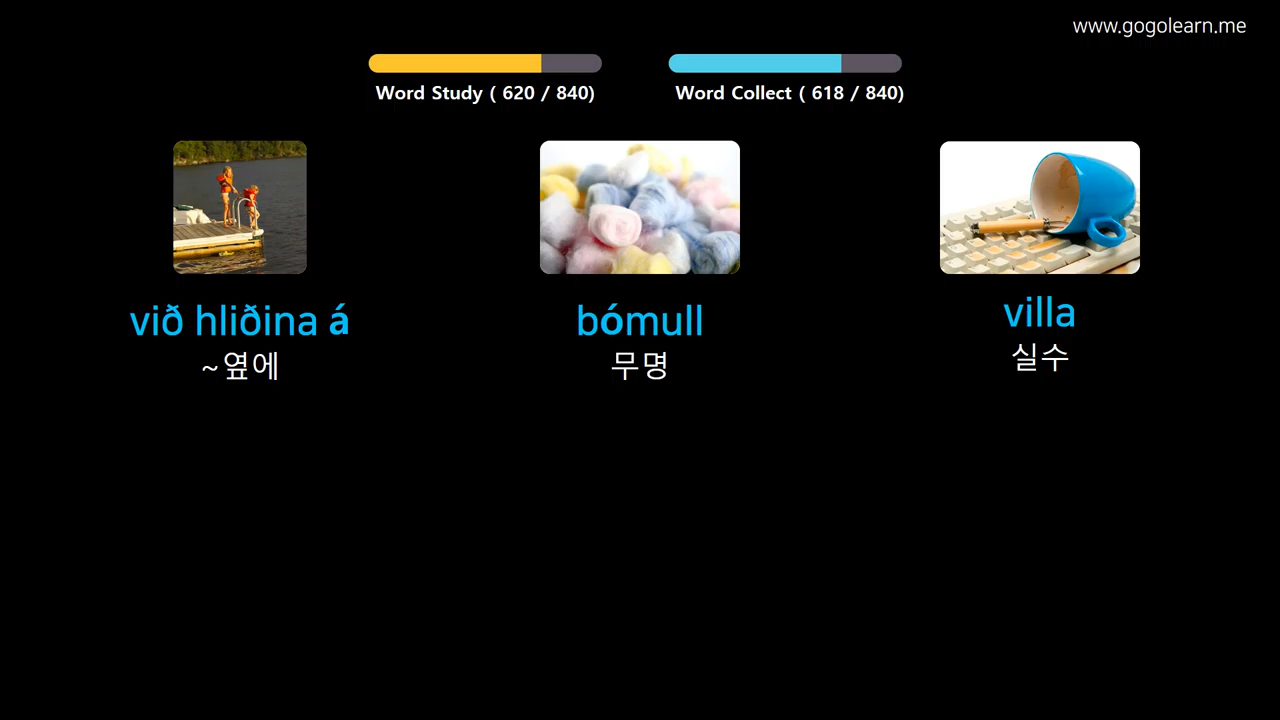 www.gogolearn.me
Word Study ( 620 / 840)
Word Collect ( 618 / 840)
við hliðina á
~옆에
bómull
무명
villa
실수